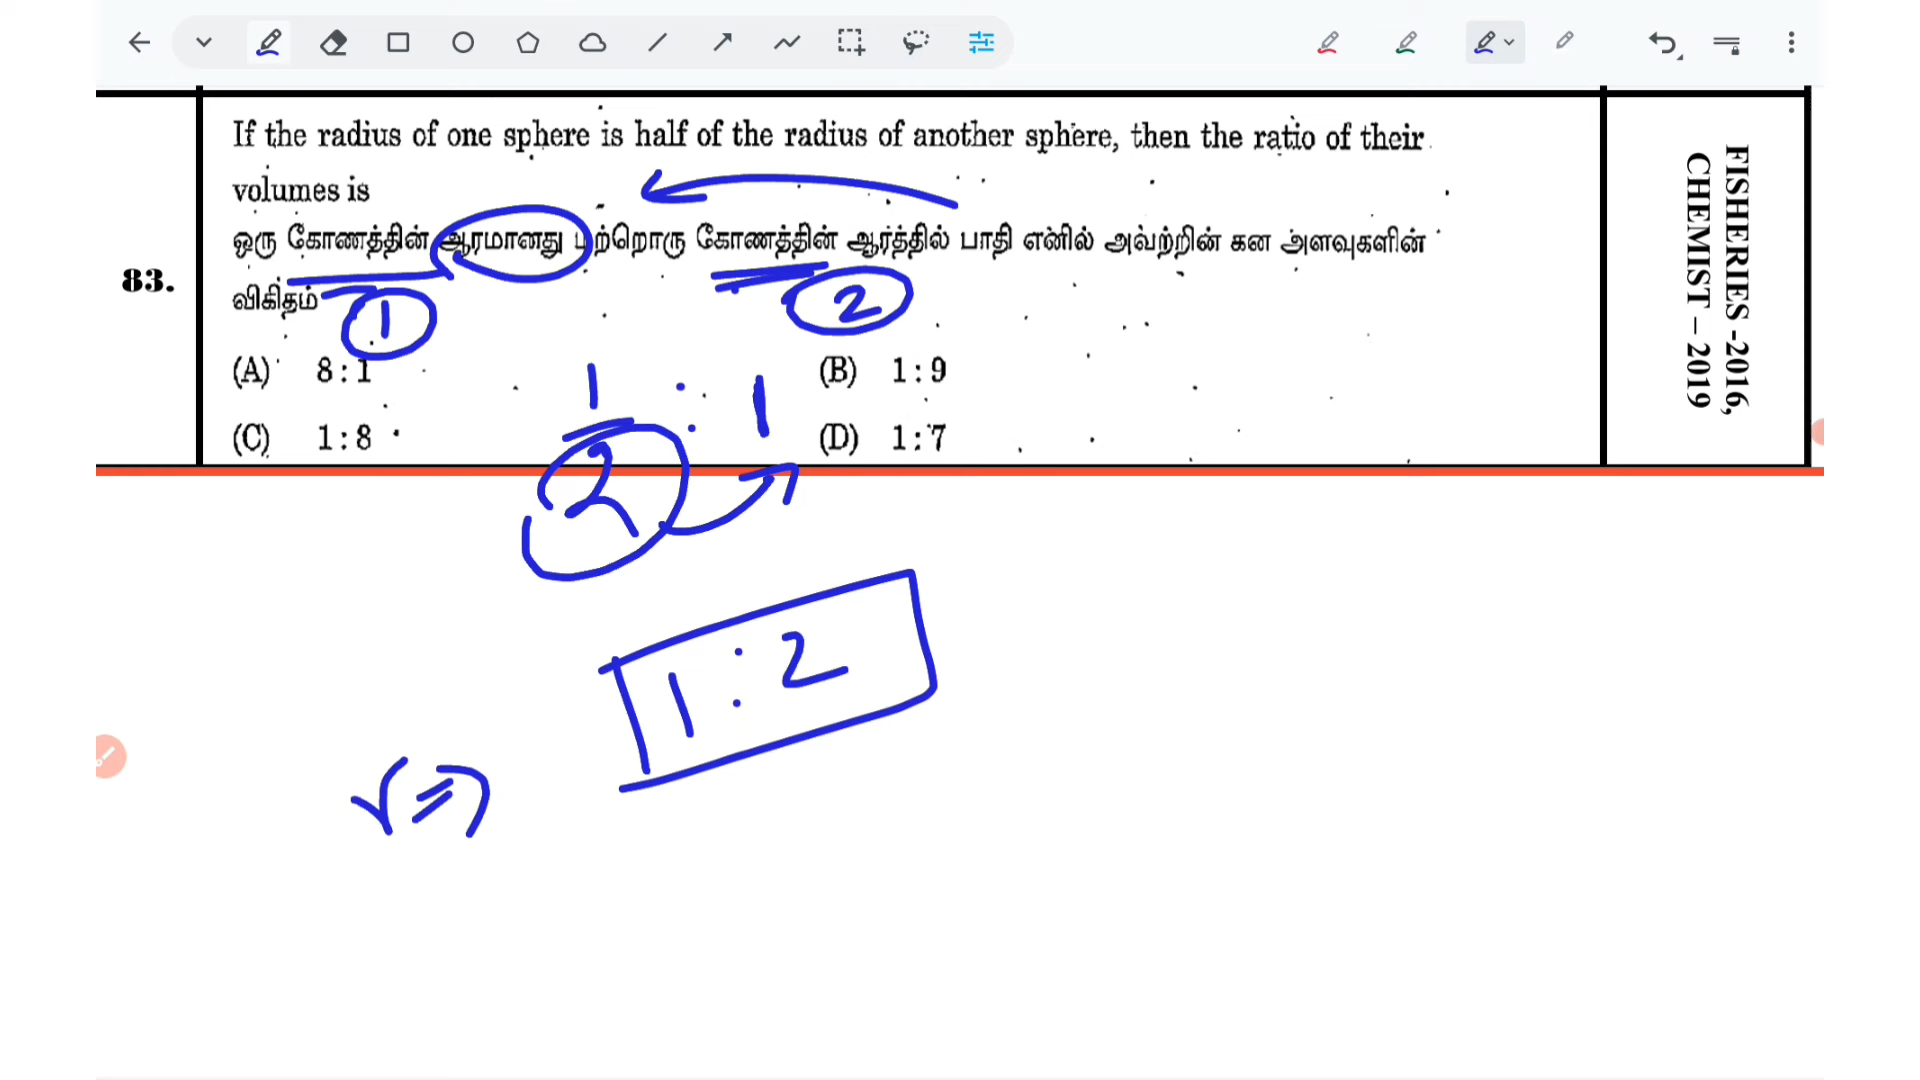 If the radius of one sphere is half of the radius of another sphere, then the ratio of their
volumes is
ஒரு கோணத்தின் ஆரமானது மற்றொரு கோணத்தின் ஆரத்தில் பாதி எனில் அவற்றின் கன அளவுகளின்
83.
விகிதம்
1
2
(A) 8 : 1
(B) 1 : 9
(C) 1 : 8
(D) 1 : 7
1/2 : 1
1 : 2
r ⇒
FISHERIES -2016,
CHEMIST – 2019